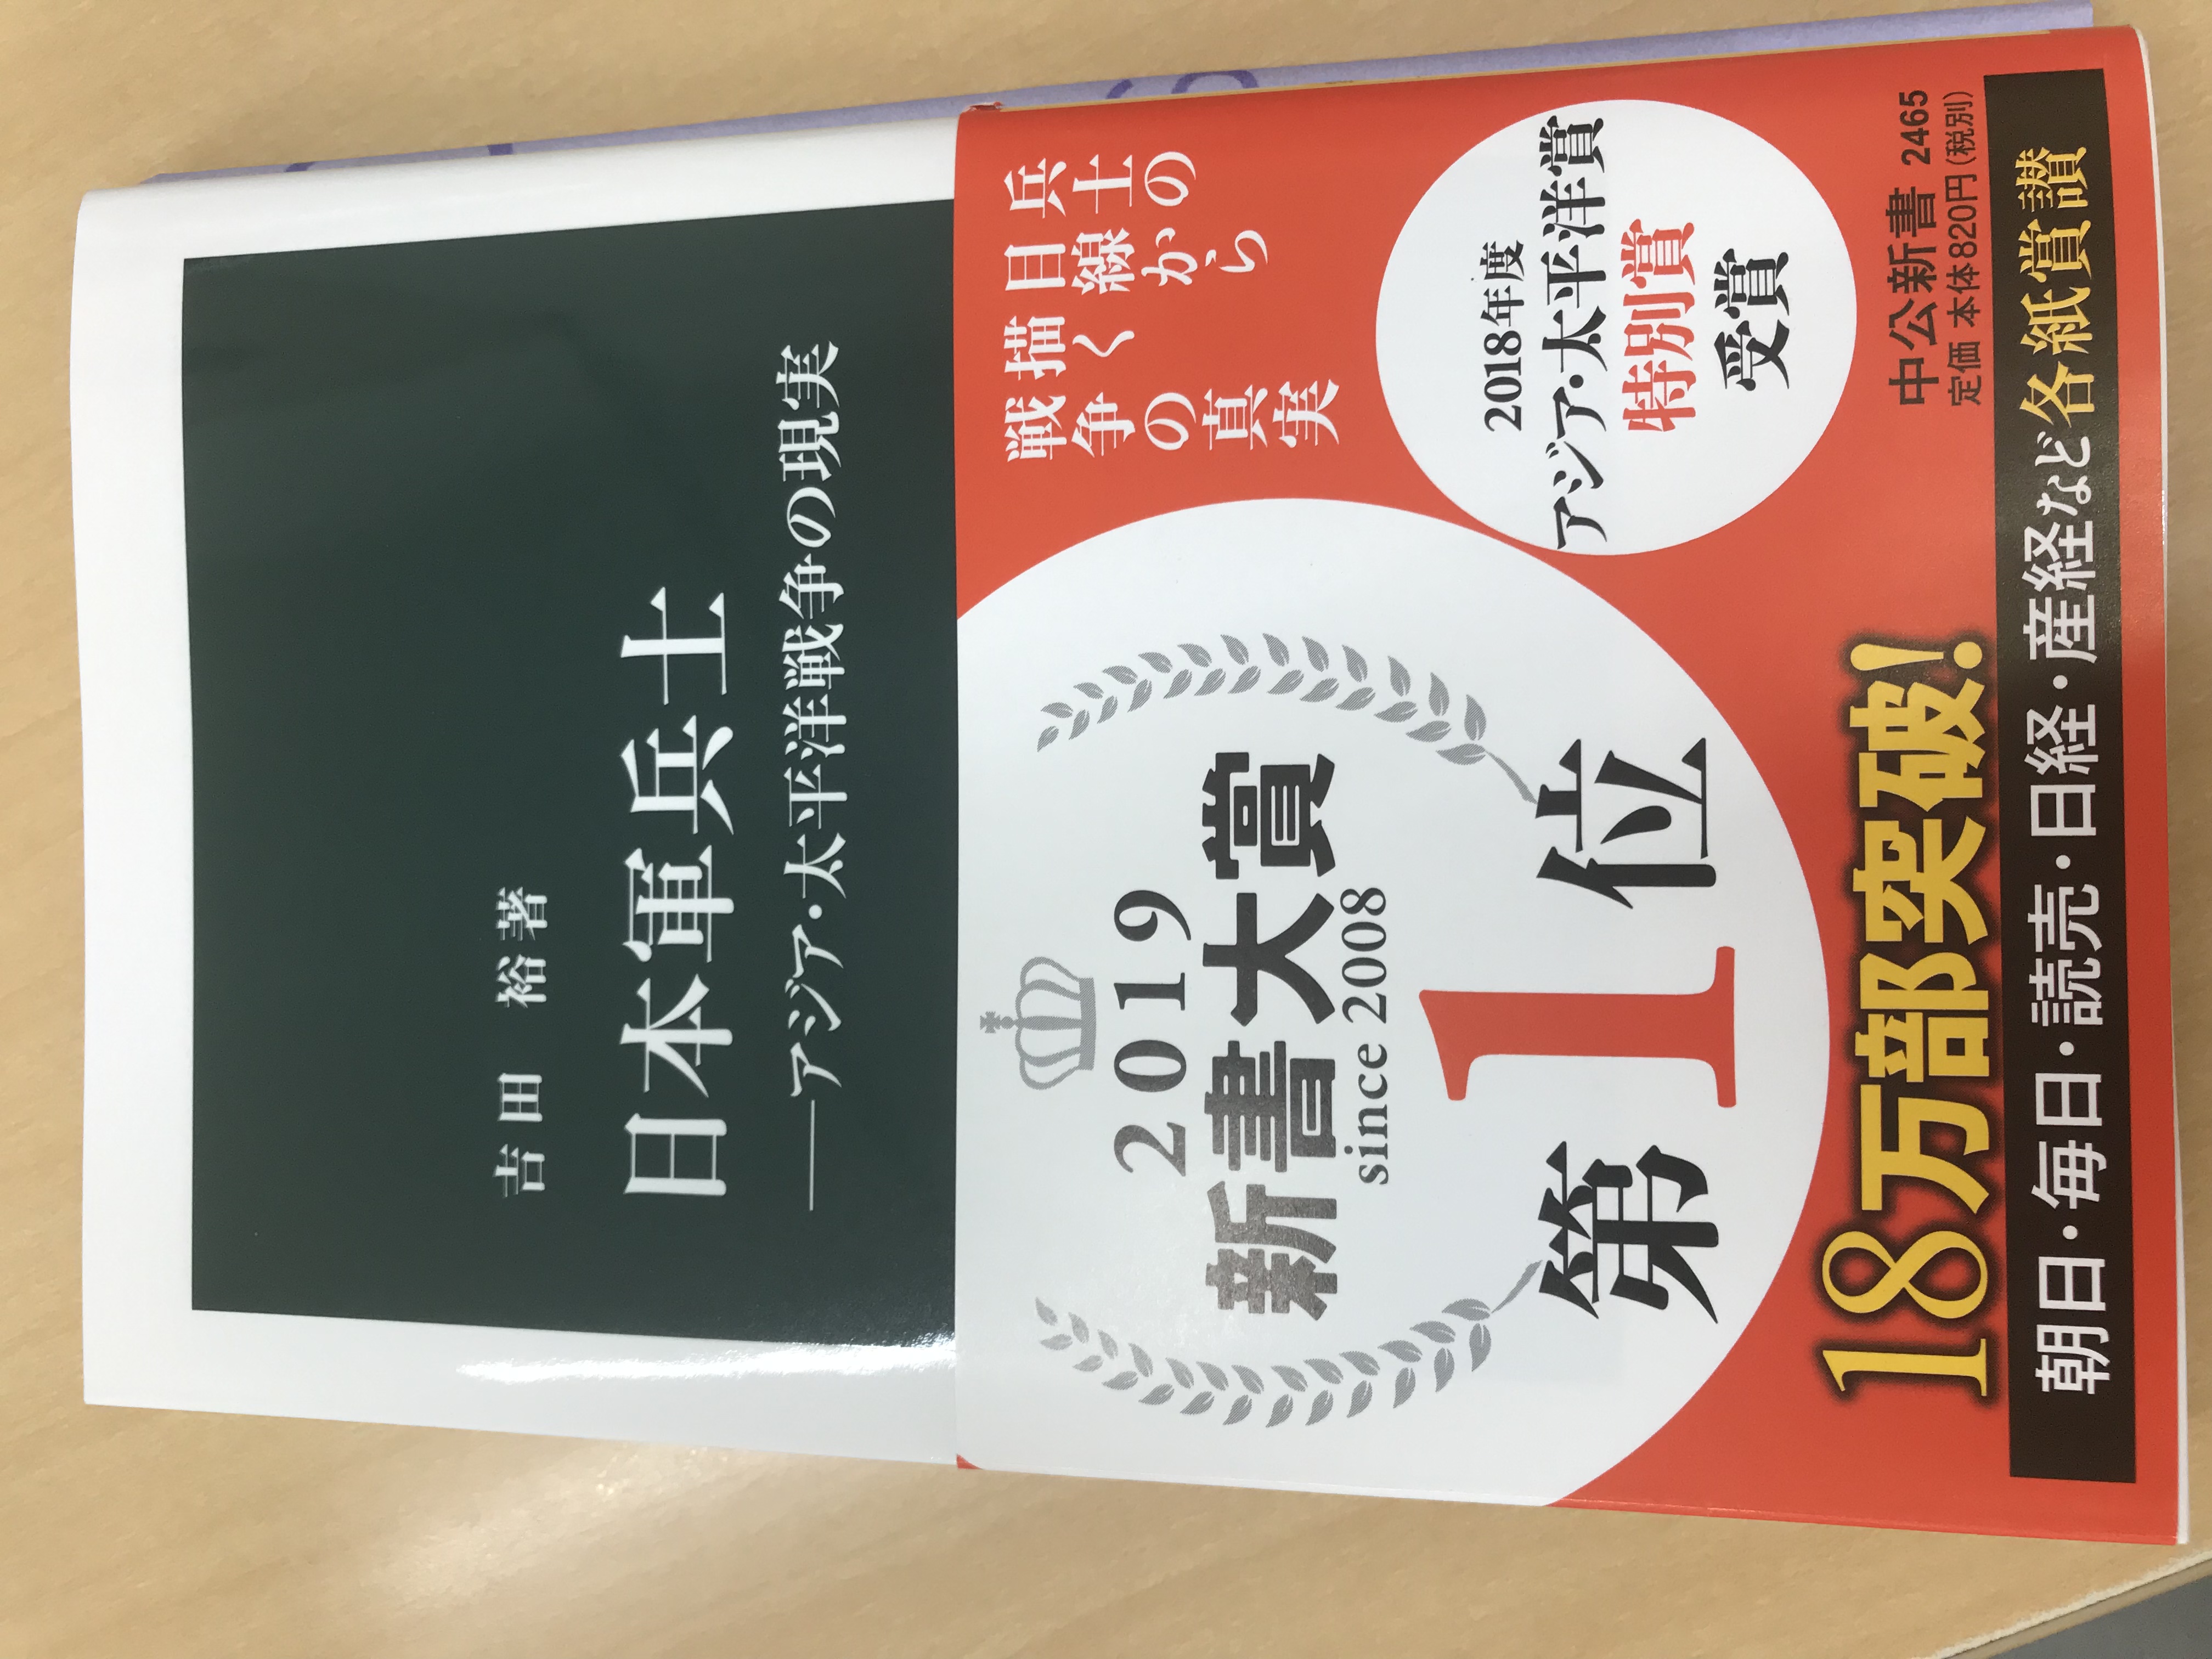 吉田 裕著
日本軍兵士
―アジア・太平洋戦争の現実
2019
新書大賞
since 2008
第1位
兵士の
目線から
描く
戦争の真実
2018年度
アジア・太平洋賞
特別賞
受賞
18万部突破!
中公新書 2465
定価 本体820円(税別)
朝日・毎日・読売・日経・産経など各紙賞讃